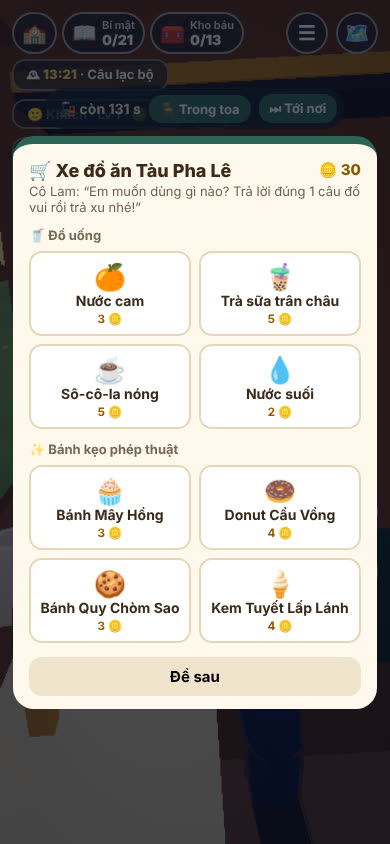 Bí mật
0/21
Kho báu
0/13
13:21 · Câu lạc bộ
còn 131 s
Trong toa
Tới nơi
Xe đồ ăn Tàu Pha Lê
30
Cô Lam: “Em muốn dùng gì nào? Trả lời đúng 1 câu đố
vui rồi trả xu nhé!”
Đồ uống
Nước cam
3
Trà sữa trân châu
5
Sô-cô-la nóng
5
Nước suối
2
Bánh kẹo phép thuật
Bánh Mây Hồng
3
Donut Cầu Vồng
4
Bánh Quy Chòm Sao
3
Kem Tuyết Lấp Lánh
4
Để sau